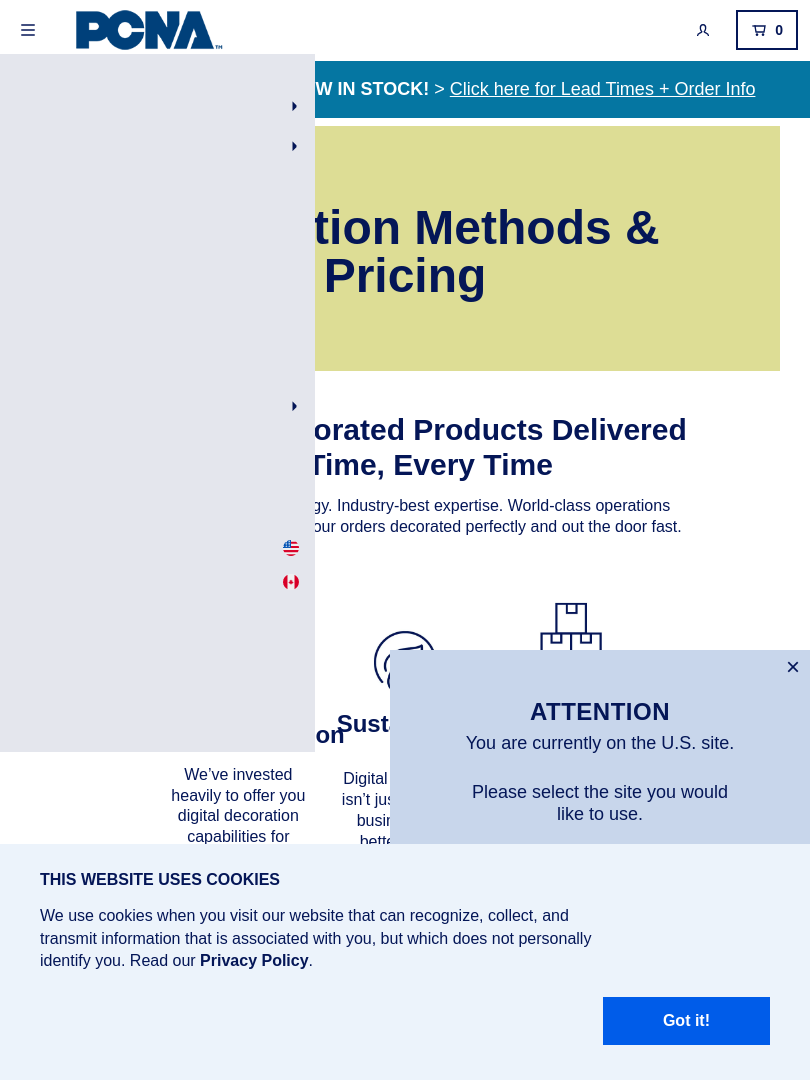 PCNA™
0
W IN STOCK! > Click here for Lead Times + Order Info
tion Methods &
Pricing
orated Products Delivered
Time, Every Time
gy. Industry-best expertise. World-class operations
our orders decorated perfectly and out the door fast.
on
Susta
We’ve invested
heavily to offer you
digital decoration
capabilities for
Digital
isn’t jus
busin
bette
×
ATTENTION
You are currently on the U.S. site.
Please select the site you would
like to use.
THIS WEBSITE USES COOKIES
We use cookies when you visit our website that can recognize, collect, and
transmit information that is associated with you, but which does not personally
identify you. Read our Privacy Policy.
Got it!